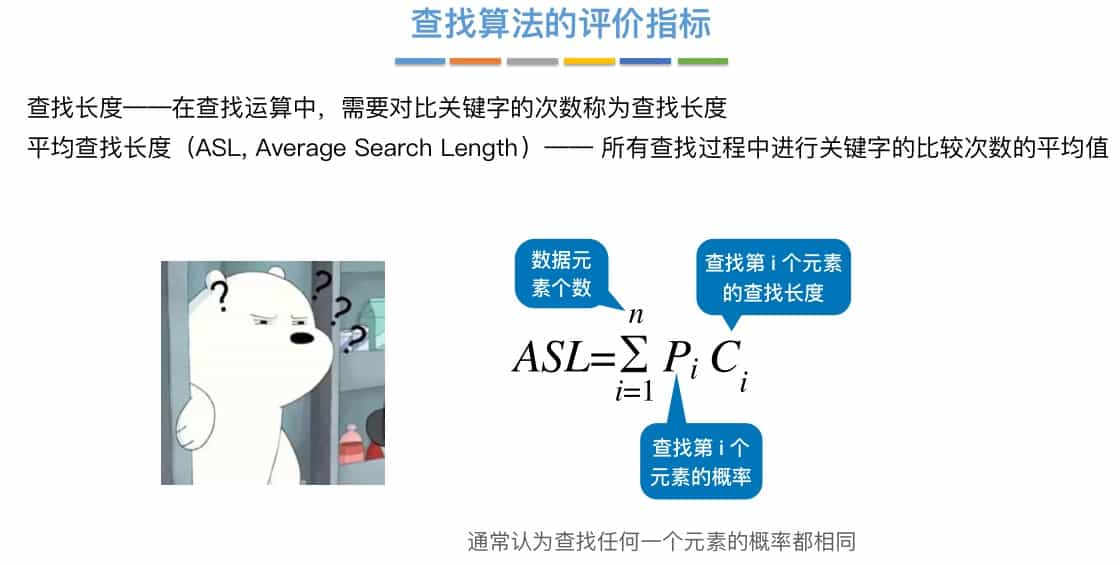 查找算法的评价指标
查找长度——在查找运算中，需要对比关键字的次数称为查找长度
平均查找长度（ASL, Average Search Length）—— 所有查找过程中进行关键字的比较次数的平均值
数据元
素个数
查找第 i 个元素
的查找长度
? ? ? ?
n
ASL=Σ Pi Ci
i=1
查找第 i 个
元素的概率
通常认为查找任何一个元素的概率都相同